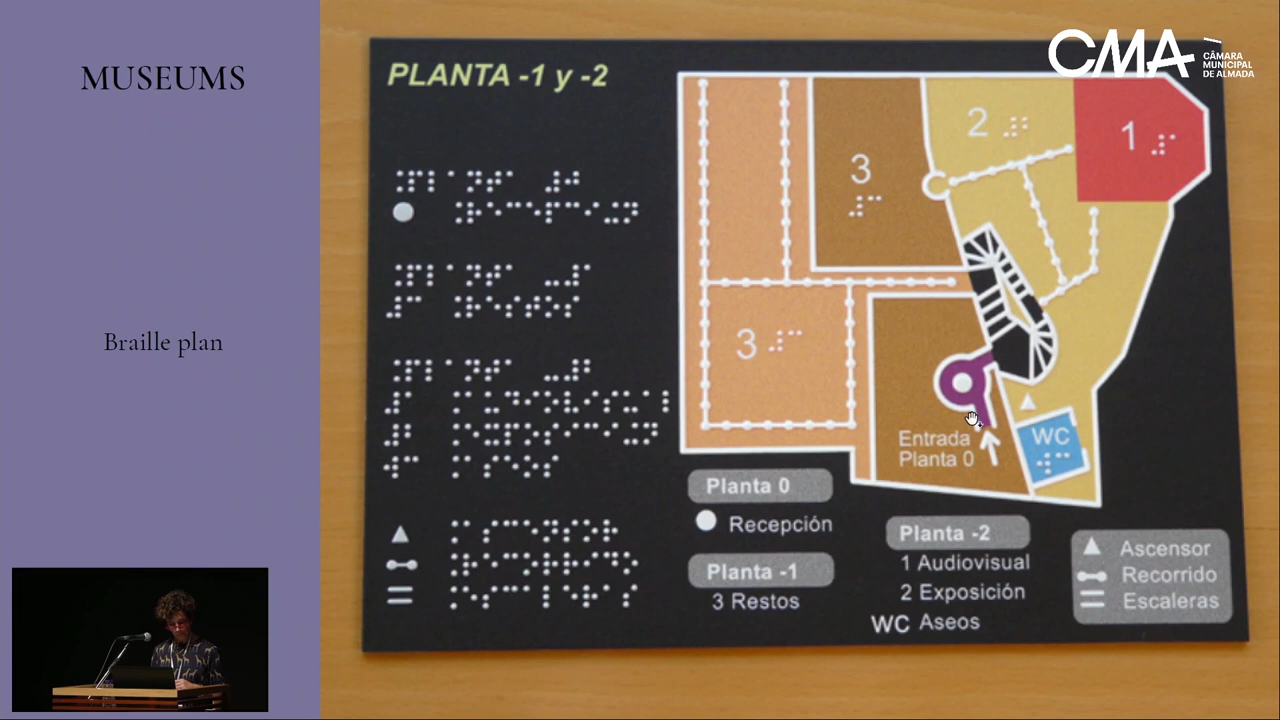 MUSEUMS
Braille plan
CMA
CÂMARA
MUNICIPAL
DE ALMADA
PLANTA -1 y -2
1
2
3
3
WC
Entrada
Planta 0
Planta 0
Recepción
Planta -1
3 Restos
Planta -2
1 Audiovisual
2 Exposición
WC Aseos
Ascensor
Recorrido
Escaleras